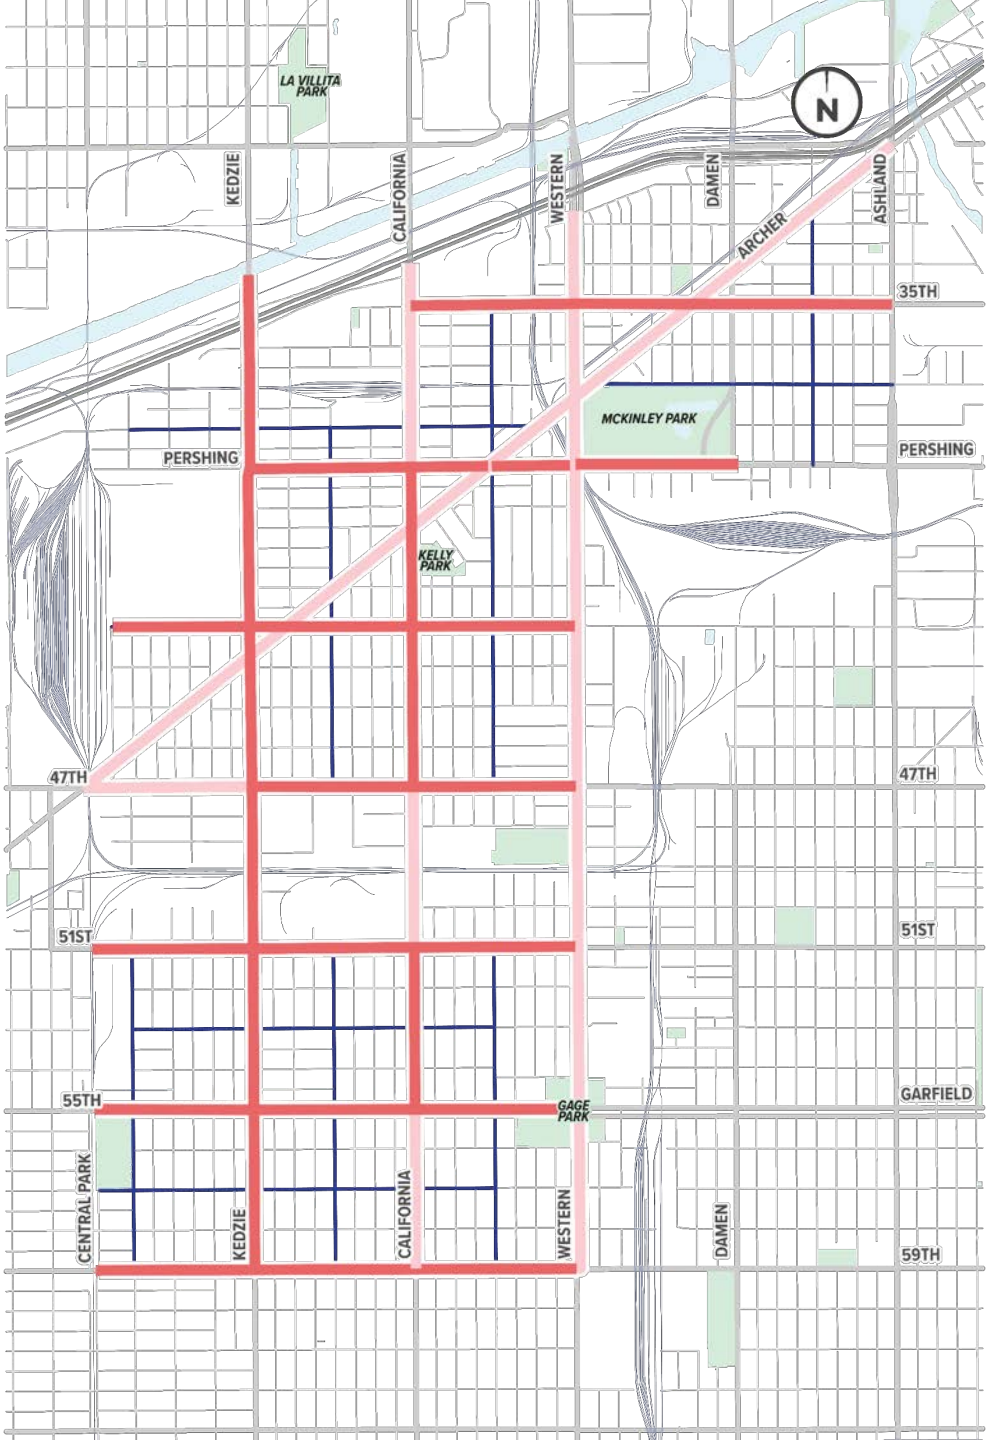 LA VILLITA
PARK
N
KEDZIE
CALIFORNIA
WESTERN
DAMEN
ASHLAND
ARCHER
35TH
MCKINLEY PARK
PERSHING
PERSHING
KELLY
PARK
47TH
47TH
51ST
51ST
55TH
GARFIELD
GAGE
PARK
CENTRAL PARK
KEDZIE
CALIFORNIA
WESTERN
DAMEN
59TH